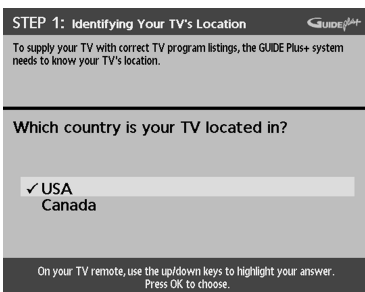 STEP 1: Identifying Your TV's Location
GUIDE Plus+
To supply your TV with correct TV program listings, the GUIDE Plus+ system
needs to know your TV's location.
Which country is your TV located in?
✓ USA
Canada
On your TV remote, use the up/down keys to highlight your answer.
Press OK to choose.